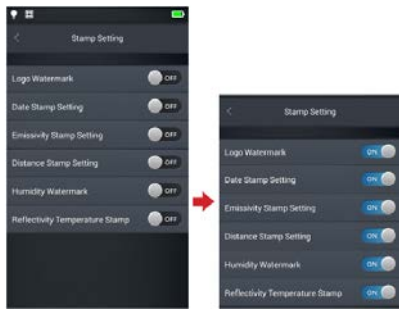 Stamp Setting
Logo Watermark OFF
Date Stamp Setting OFF
Emissivity Stamp Setting OFF
Distance Stamp Setting OFF
Humidity Watermark OFF
Reflectivity Temperature Stamp OFF
Stamp Setting
Logo Watermark ON
Date Stamp Setting ON
Emissivity Stamp Setting ON
Distance Stamp Setting ON
Humidity Watermark ON
Reflectivity Temperature Stamp ON